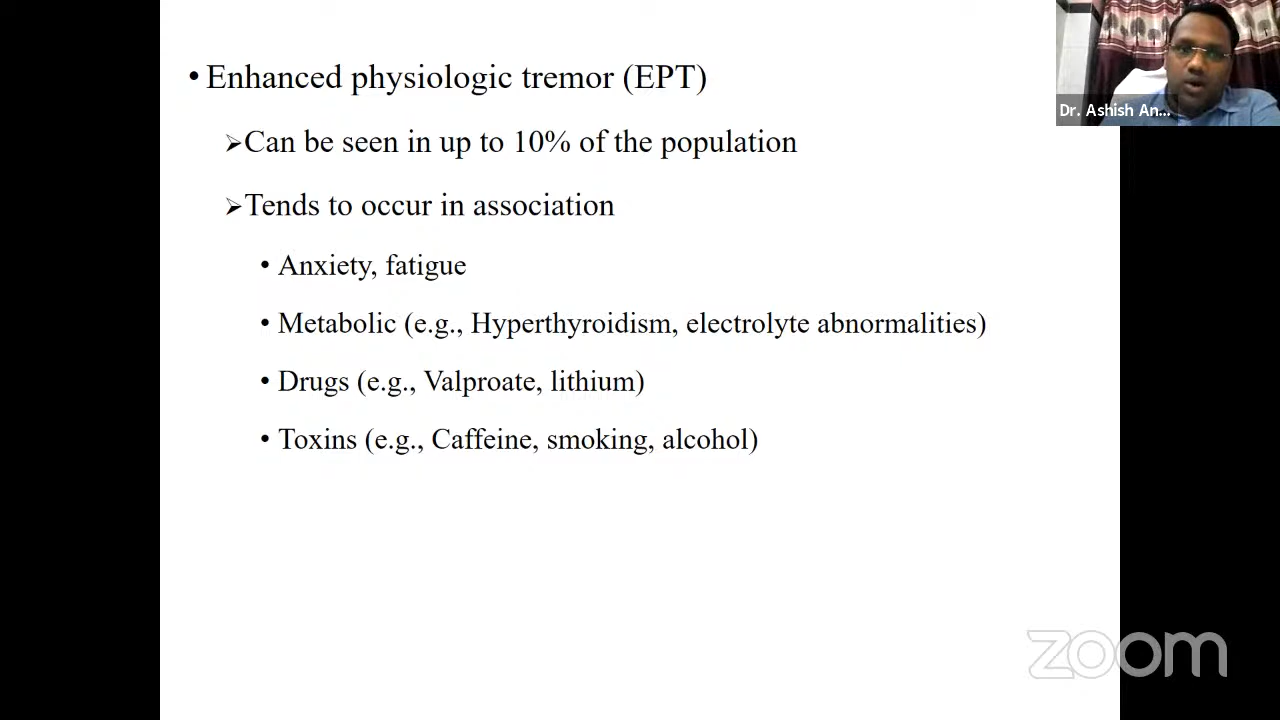 • Enhanced physiologic tremor (EPT)
➢Can be seen in up to 10% of the population
➢Tends to occur in association
• Anxiety, fatigue
• Metabolic (e.g., Hyperthyroidism, electrolyte abnormalities)
• Drugs (e.g., Valproate, lithium)
• Toxins (e.g., Caffeine, smoking, alcohol)
Dr. Ashish An...
zoom